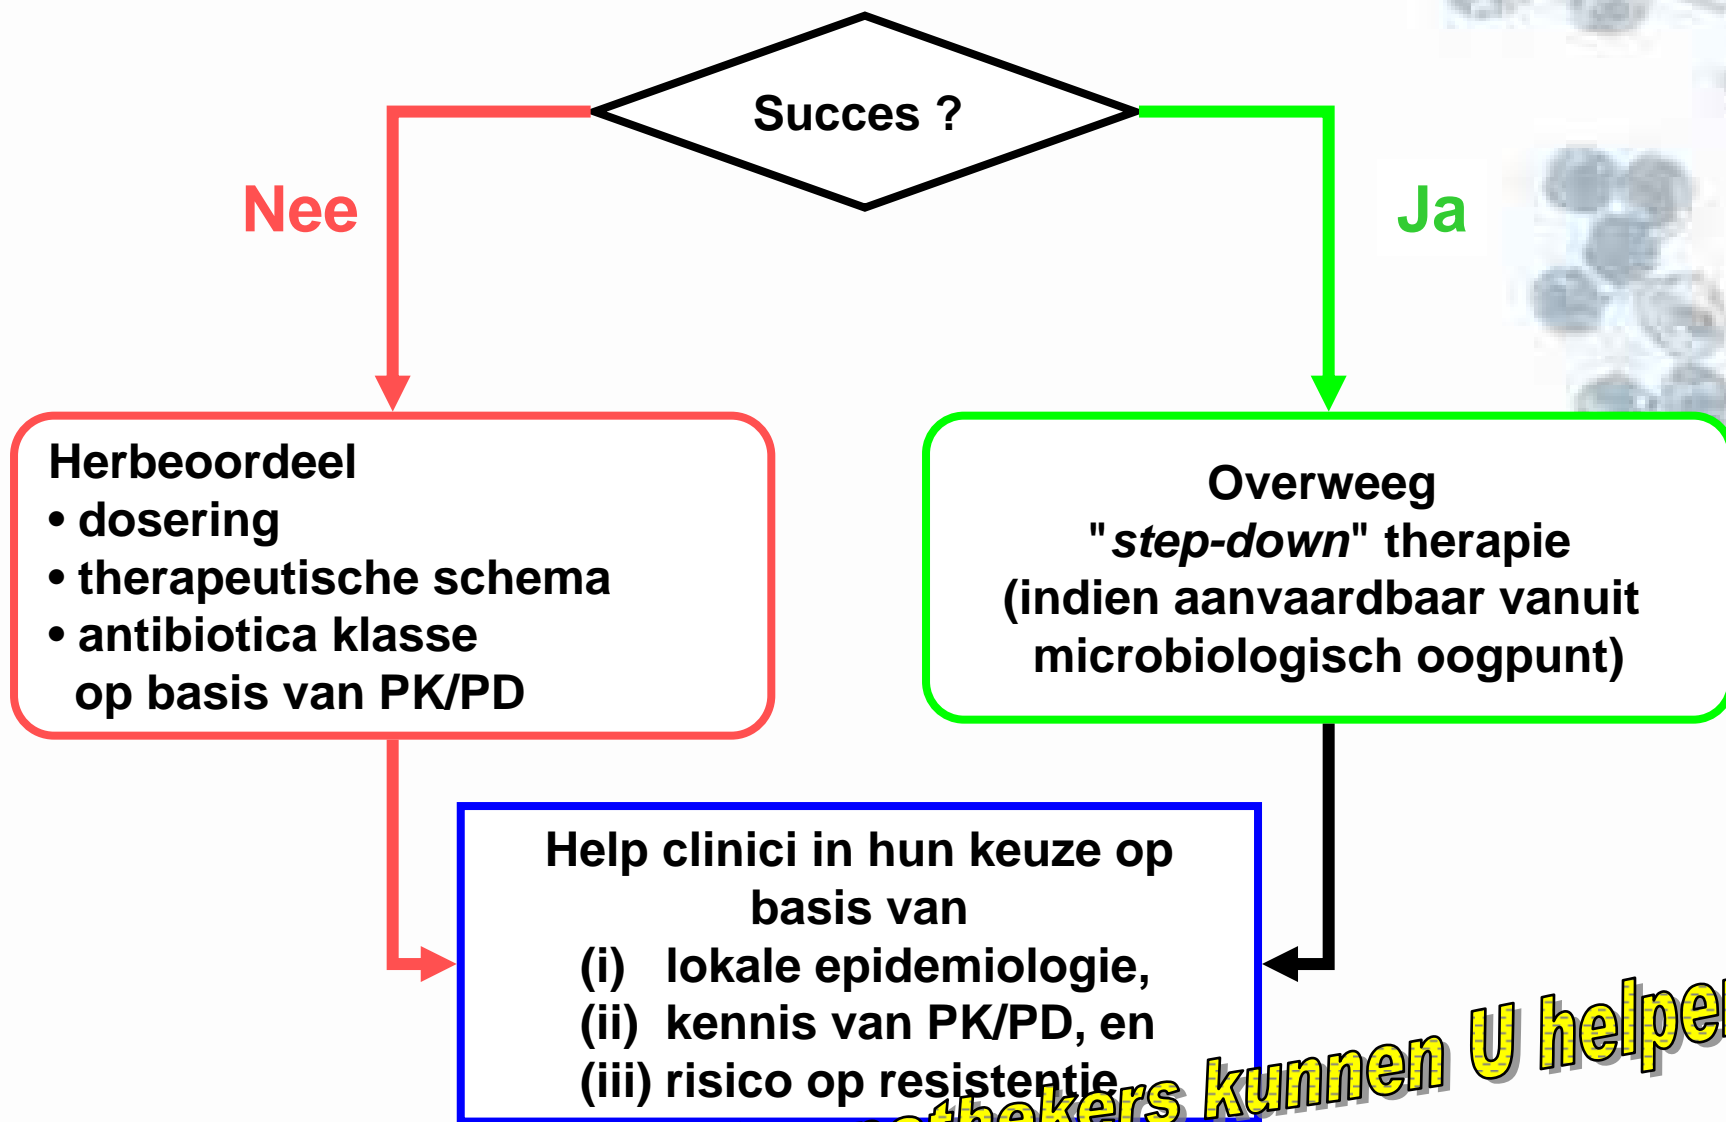 Succes ?
Nee
Ja
Herbeoordeel
• dosering
• therapeutische schema
• antibiotica klasse
op basis van PK/PD
Overweeg
"step-down" therapie
(indien aanvaardbaar vanuit
microbiologisch oogpunt)
Help clinici in hun keuze op
basis van
(i) lokale epidemiologie,
(ii) kennis van PK/PD, en
(iii) risico op resistentie
kunnen U